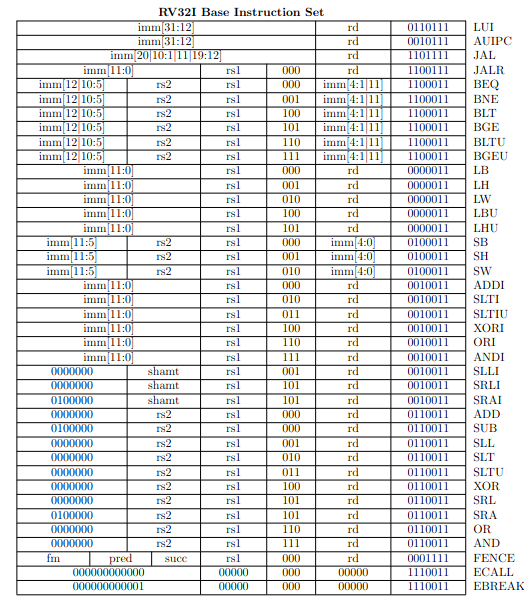 RV32I Base Instruction Set
imm[31:12] rd 0110111 LUI
imm[31:12] rd 0010111 AUIPC
imm[20|10:1|11|19:12] rd 1101111 JAL
imm[11:0] rs1 000 rd 1100111 JALR
imm[12|10:5] rs2 rs1 000 imm[4:1|11] 1100011 BEQ
imm[12|10:5] rs2 rs1 001 imm[4:1|11] 1100011 BNE
imm[12|10:5] rs2 rs1 100 imm[4:1|11] 1100011 BLT
imm[12|10:5] rs2 rs1 101 imm[4:1|11] 1100011 BGE
imm[12|10:5] rs2 rs1 110 imm[4:1|11] 1100011 BLTU
imm[12|10:5] rs2 rs1 111 imm[4:1|11] 1100011 BGEU
imm[11:0] rs1 000 rd 0000011 LB
imm[11:0] rs1 001 rd 0000011 LH
imm[11:0] rs1 010 rd 0000011 LW
imm[11:0] rs1 100 rd 0000011 LBU
imm[11:0] rs1 101 rd 0000011 LHU
imm[11:5] rs2 rs1 000 imm[4:0] 0100011 SB
imm[11:5] rs2 rs1 001 imm[4:0] 0100011 SH
imm[11:5] rs2 rs1 010 imm[4:0] 0100011 SW
imm[11:0] rs1 000 rd 0010011 ADDI
imm[11:0] rs1 010 rd 0010011 SLTI
imm[11:0] rs1 011 rd 0010011 SLTIU
imm[11:0] rs1 100 rd 0010011 XORI
imm[11:0] rs1 110 rd 0010011 ORI
imm[11:0] rs1 111 rd 0010011 ANDI
0000000 shamt rs1 001 rd 0010011 SLLI
0000000 shamt rs1 101 rd 0010011 SRLI
0100000 shamt rs1 101 rd 0010011 SRAI
0000000 rs2 rs1 000 rd 0110011 ADD
0100000 rs2 rs1 000 rd 0110011 SUB
0000000 rs2 rs1 001 rd 0110011 SLL
0000000 rs2 rs1 010 rd 0110011 SLT
0000000 rs2 rs1 011 rd 0110011 SLTU
0000000 rs2 rs1 100 rd 0110011 XOR
0000000 rs2 rs1 101 rd 0110011 SRL
0100000 rs2 rs1 101 rd 0110011 SRA
0000000 rs2 rs1 110 rd 0110011 OR
0000000 rs2 rs1 111 rd 0110011 AND
fm pred succ rs1 000 rd 0001111 FENCE
000000000000 00000 000 00000 1110011 ECALL
000000000001 00000 000 00000 1110011 EBREAK